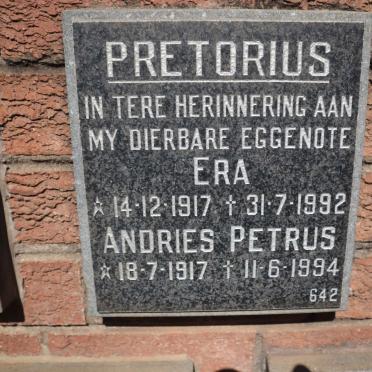 PRETORIUS
IN TERE HERINNERING AAN
MY DIERBARE EGGENOTE
ERA
☆ 14·12·1917 † 31·7·1992
ANDRIES PETRUS
☆ 18·7·1917 † 11·6·1994
642